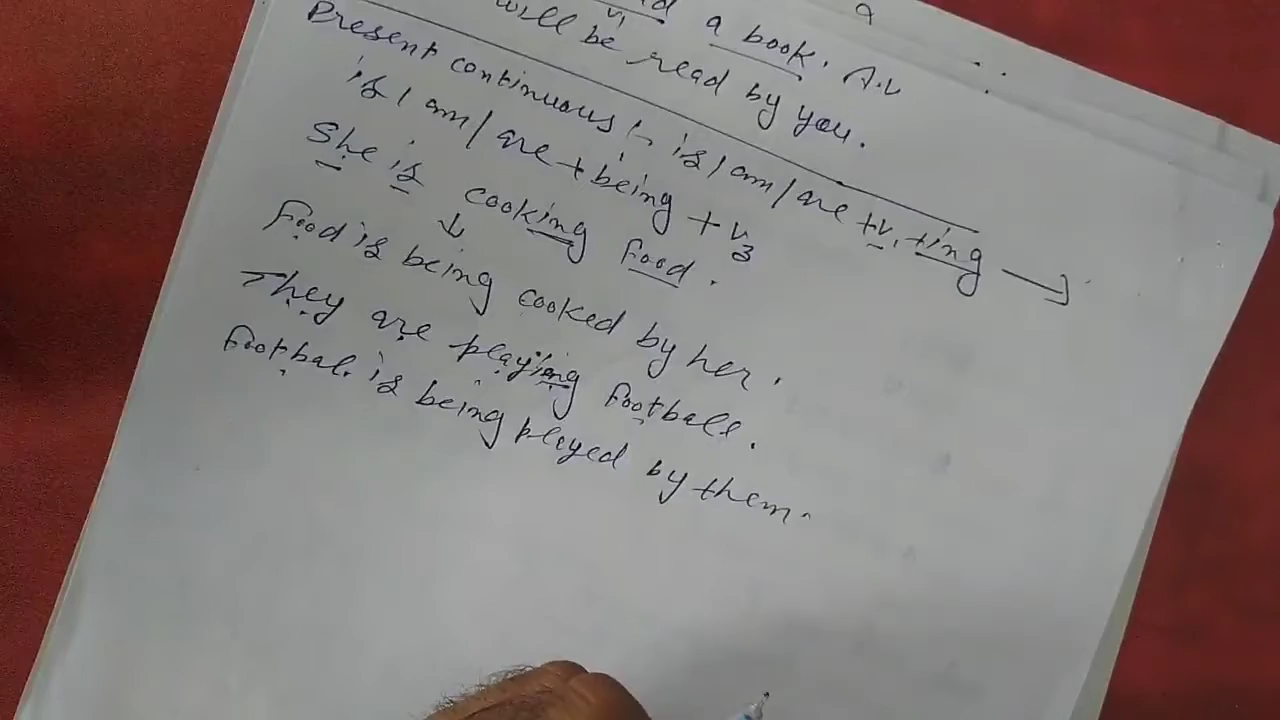 a book. A.V
V1
will be read by you.
Present continuous :- is/am/are +V1+ing →
is/am/are + being + V3
She is cooking food.
↓
Food is being cooked by her.
They are playing football.
Football is being played by them.